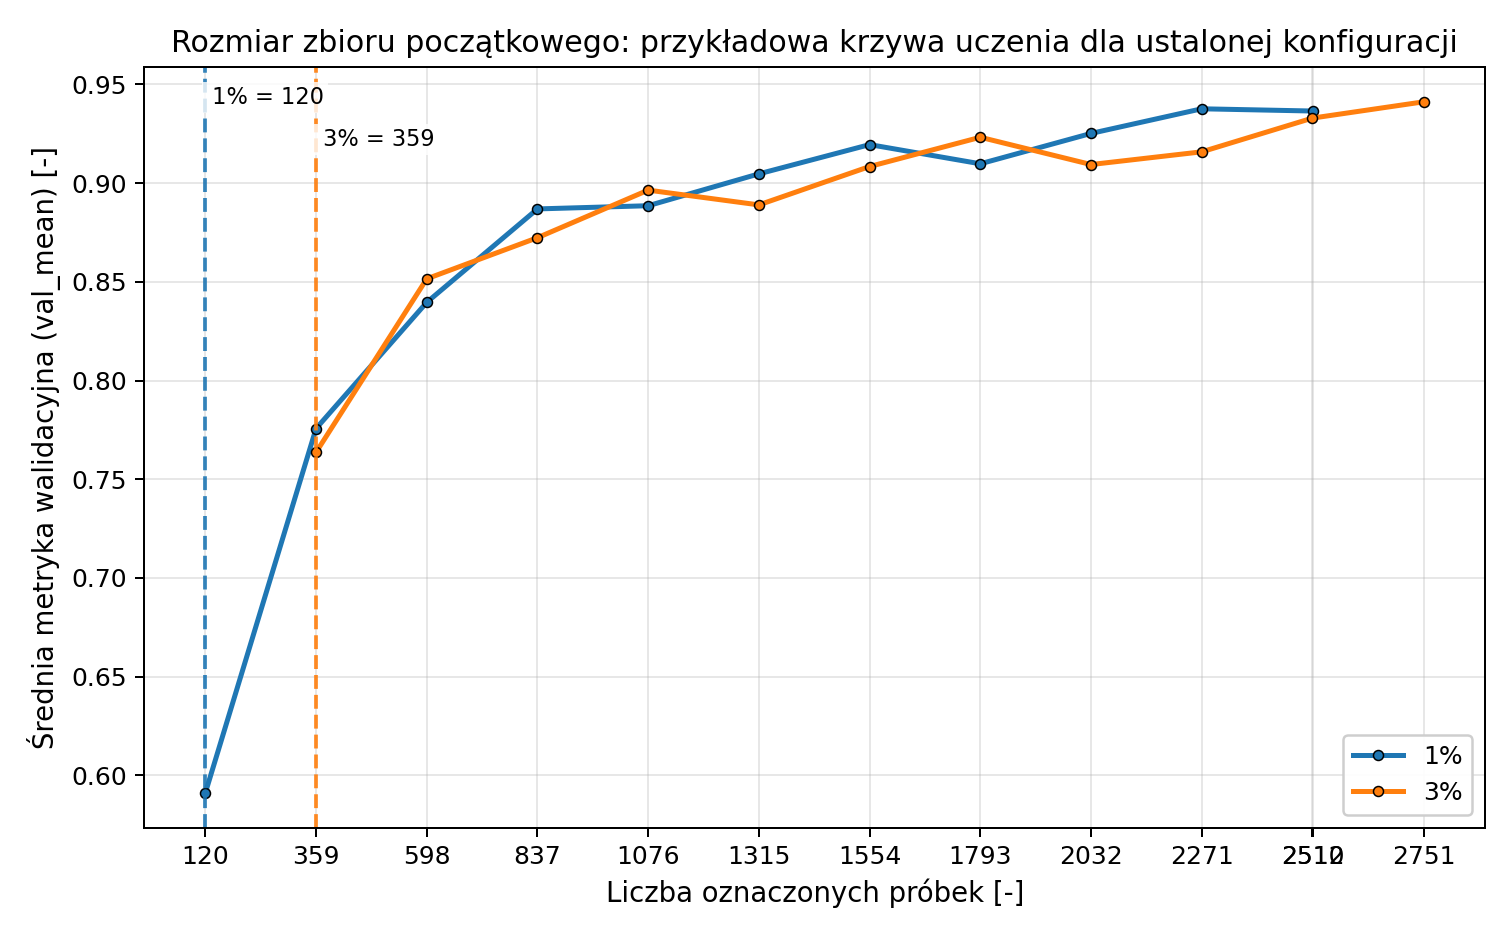 Rozmiar zbioru początkowego: przykładowa krzywa uczenia dla ustalonej konfiguracji
1% = 120
3% = 359
Średnia metryka walidacyjna (val_mean) [-]
0.95
0.90
0.85
0.80
0.75
0.70
0.65
0.60
1%
3%
120 359 598 837 1076 1315 1554 1793 2032 2271 2751
Liczba oznaczonych próbek [-]